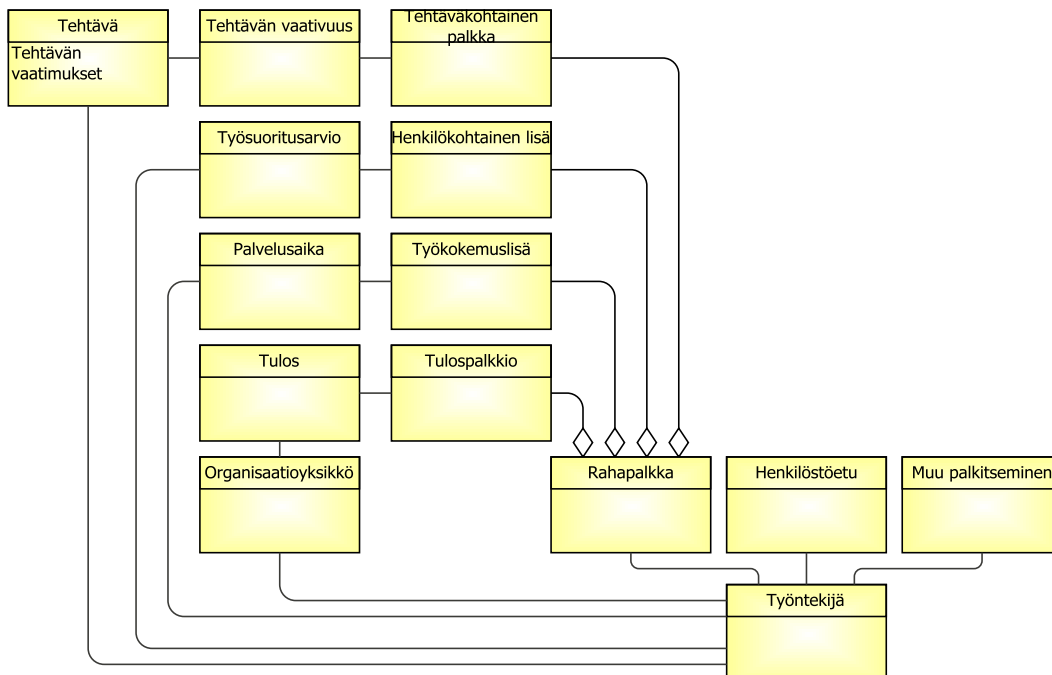 Tehtävä
Tehtävän
vaatimukset
Tehtävän vaativuus
Tehtäväkohtainen
palkka
Työsuoritusarvio
Henkilökohtainen lisä
Palvelusaika
Työkokemuslisä
Tulos
Tulospalkkio
Organisaatioyksikkö
Rahapalkka
Henkilöstöetu
Muu palkitseminen
Työntekijä